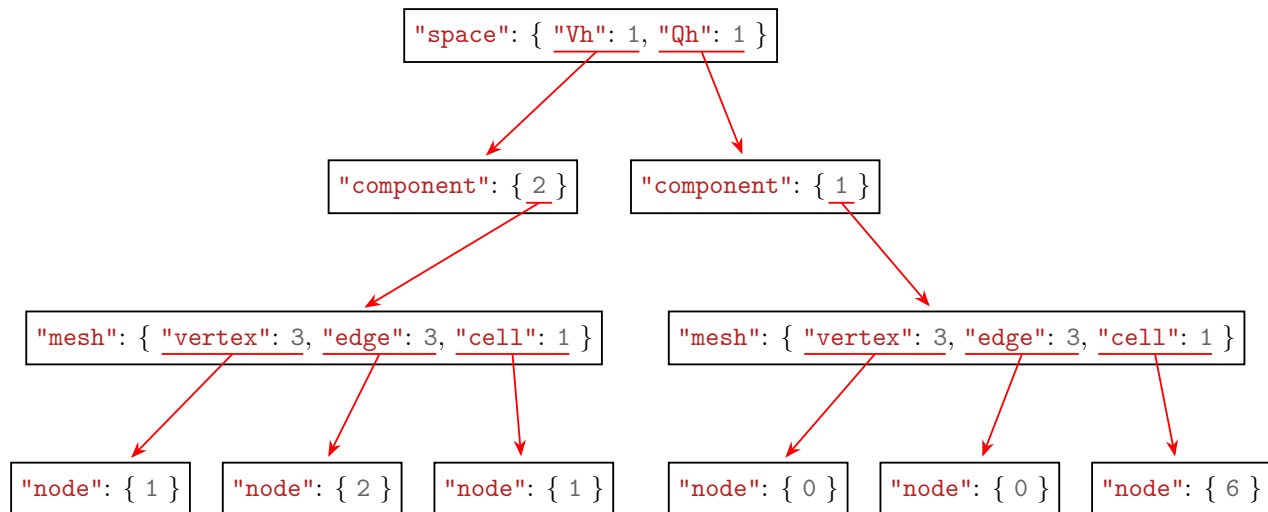 "space": { "Vh": 1, "Qh": 1 }
"component": { 2 }
"component": { 1 }
"mesh": { "vertex": 3, "edge": 3, "cell": 1 }
"mesh": { "vertex": 3, "edge": 3, "cell": 1 }
"node": { 1 }
"node": { 2 }
"node": { 1 }
"node": { 0 }
"node": { 0 }
"node": { 6 }